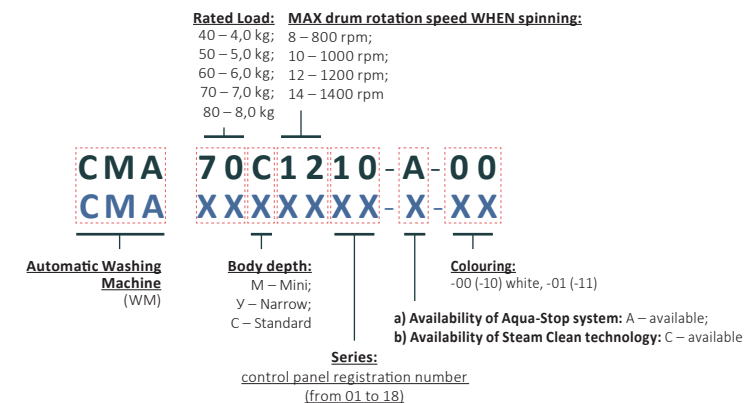 Rated Load:
40 – 4,0 kg;
50 – 5,0 kg;
60 – 6,0 kg;
70 – 7,0 kg;
80 – 8,0 kg
MAX drum rotation speed WHEN spinning:
8 – 800 rpm;
10 – 1000 rpm;
12 – 1200 rpm;
14 – 1400 rpm
СМА 70С1210-А-00
СМА XXXXXXX-X-XX
Automatic Washing
Machine
(WM)
Body depth:
М – Mini;
У – Narrow;
С – Standard
Series:
control panel registration number
(from 01 to 18)
Colouring:
-00 (-10) white, -01 (-11)
a) Availability of Aqua-Stop system: A – available;
b) Availability of Steam Clean technology: C – available